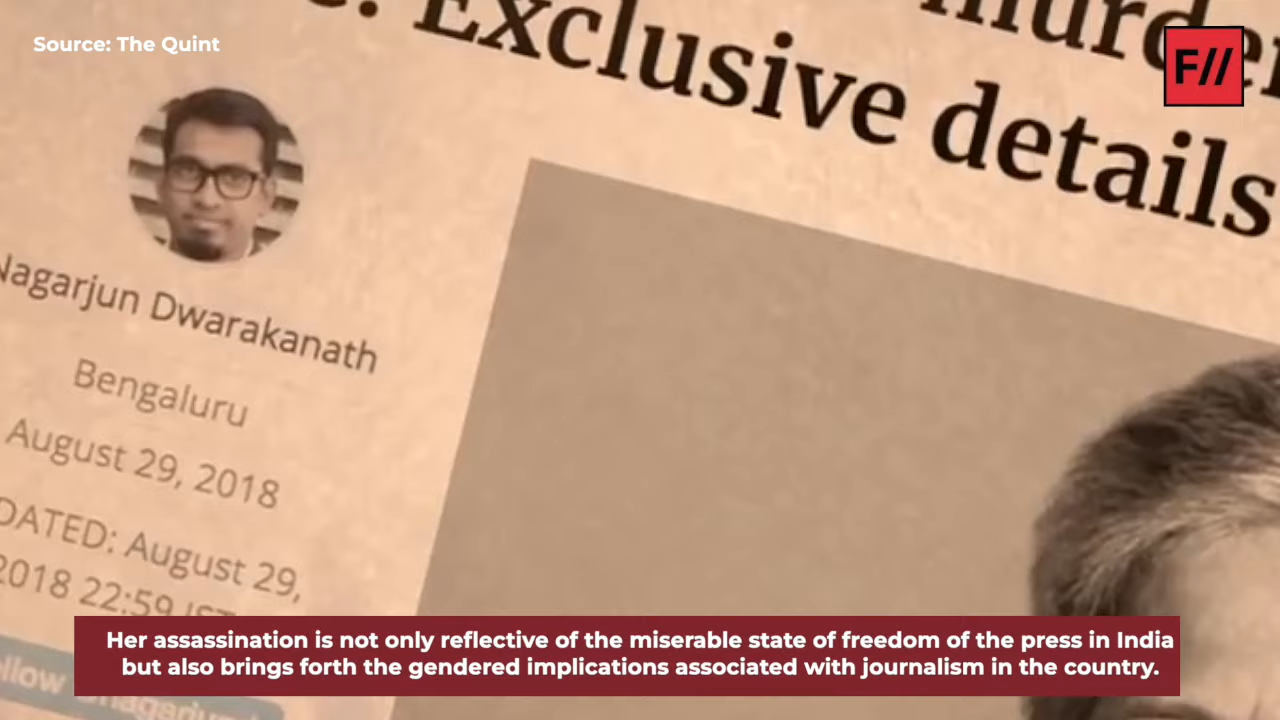 Source: The Quint
Exclusive details
F//
Nagarjun Dwarakanath
Bengaluru
August 29, 2018
DATED: August 29,
2018 22:59 IST
Her assassination is not only reflective of the miserable state of freedom of the press in India
but also brings forth the gendered implications associated with journalism in the country.